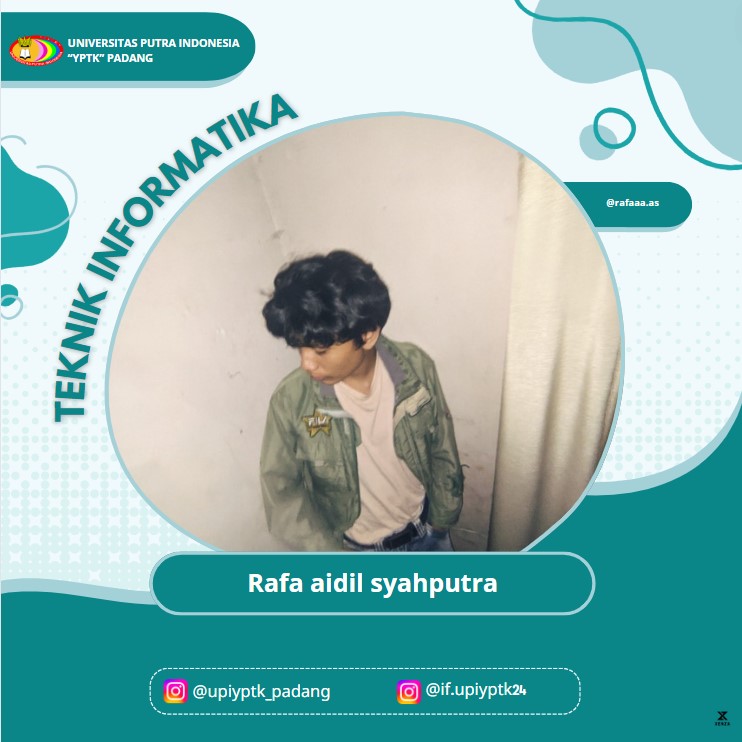 UNIVERSITAS PUTRA INDONESIA
“YPTK” PADANG
TEKNIK INFORMATIKA
@rafaaa.as
Rafa aidil syahputra
@upiyptk_padang
@if.upiyptk24